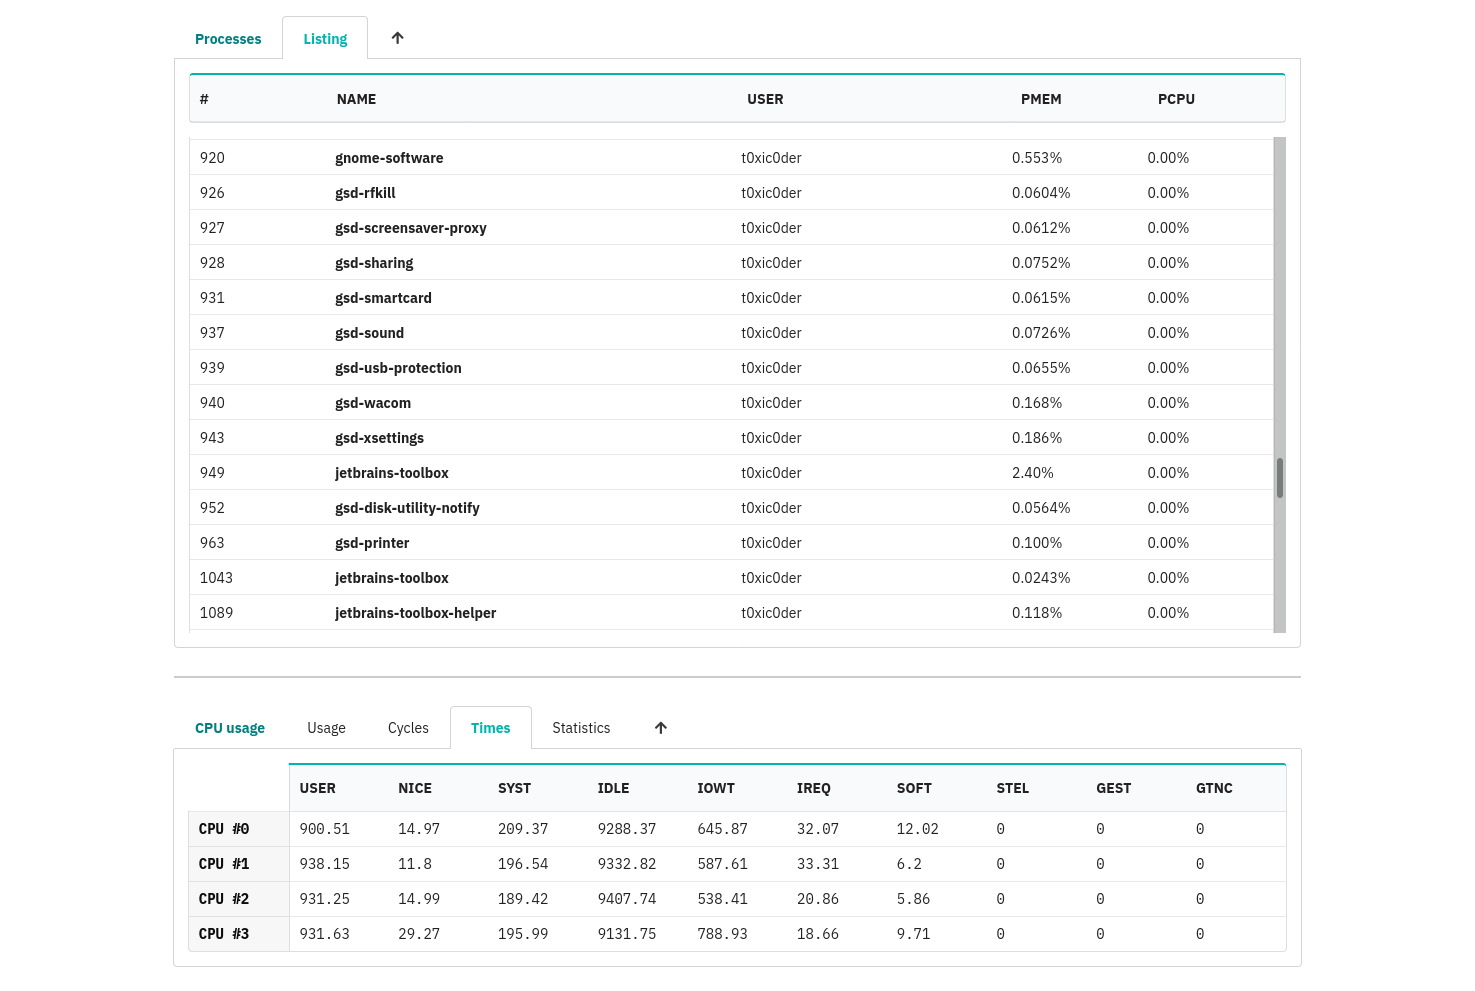 Processes Listing
# NAME USER PMEM PCPU
920 gnome-software t0xic0der 0.553% 0.00%
926 gsd-rfkill t0xic0der 0.0604% 0.00%
927 gsd-screensaver-proxy t0xic0der 0.0612% 0.00%
928 gsd-sharing t0xic0der 0.0752% 0.00%
931 gsd-smartcard t0xic0der 0.0615% 0.00%
937 gsd-sound t0xic0der 0.0726% 0.00%
939 gsd-usb-protection t0xic0der 0.0655% 0.00%
940 gsd-wacom t0xic0der 0.168% 0.00%
943 gsd-xsettings t0xic0der 0.186% 0.00%
949 jetbrains-toolbox t0xic0der 2.40% 0.00%
952 gsd-disk-utility-notify t0xic0der 0.0564% 0.00%
963 gsd-printer t0xic0der 0.100% 0.00%
1043 jetbrains-toolbox t0xic0der 0.0243% 0.00%
1089 jetbrains-toolbox-helper t0xic0der 0.118% 0.00%
CPU usage Usage Cycles Times Statistics
USER NICE SYST IDLE IOWT IREQ SOFT STEL GEST GTNC
CPU #0 900.51 14.97 209.37 9288.37 645.87 32.07 12.02 0 0 0
CPU #1 938.15 11.8 196.54 9332.82 587.61 33.31 6.2 0 0 0
CPU #2 931.25 14.99 189.42 9407.74 538.41 20.86 5.86 0 0 0
CPU #3 931.63 29.27 195.99 9131.75 788.93 18.66 9.71 0 0 0